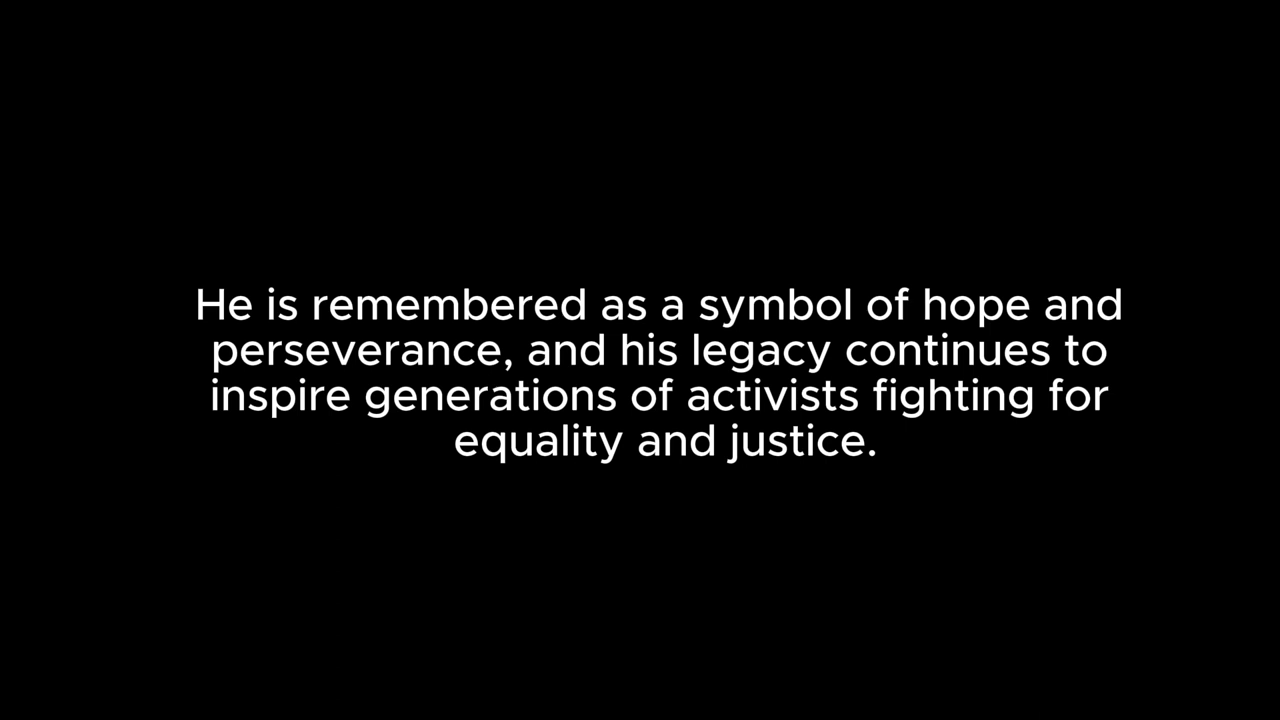 He is remembered as a symbol of hope and
perseverance, and his legacy continues to
inspire generations of activists fighting for
equality and justice.